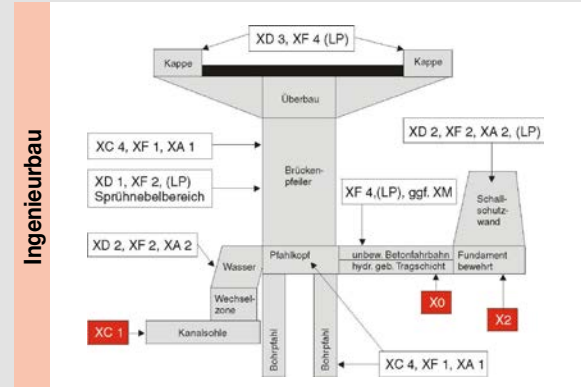 Ingenieurbau
XD 3, XF 4 (LP)
Kappe
Kappe
Überbau
XD 2, XF 2, XA 2, (LP)
XC 4, XF 1, XA 1
XD 1, XF 2, (LP)
Sprühnebelbereich
Brücken-
pfeiler
XF 4,(LP), ggf. XM
Schall-
schutz-
wand
XD 2, XF 2, XA 2
Wasser
Pfahlkopf
unbew. Betonfahrbahn
hydr. geb. Tragschicht
Fundament
bewehrt
Wechsel-
zone
X0
X2
XC 1
Kanalsohle
Bohrpfahl
Bohrpfahl
XC 4, XF 1, XA 1